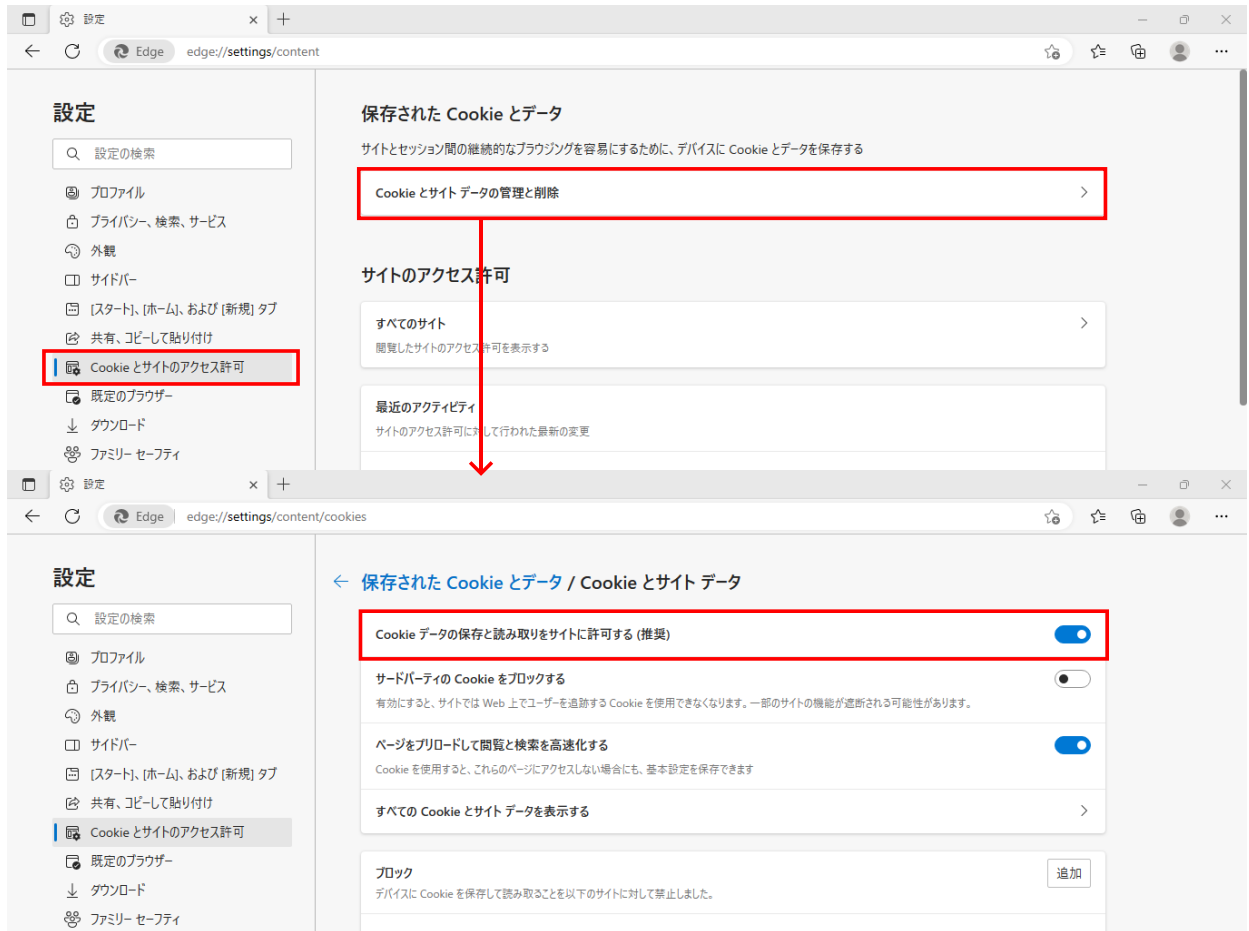 設定
Edge edge://settings/content
設定
設定の検索
プロファイル
プライバシー、検索、サービス
外観
サイドバー
[スタート]、[ホーム]、および [新規] タブ
共有、コピーして貼り付け
Cookie とサイトのアクセス許可
既定のブラウザー
ダウンロード
ファミリー セーフティ
保存された Cookie とデータ
サイトとセッション間の継続的なブラウジングを容易にするために、デバイスに Cookie とデータを保存する
Cookie とサイト データの管理と削除
サイトのアクセス許可
すべてのサイト
閲覧したサイトのアクセス許可を表示する
最近のアクティビティ
サイトのアクセス許可に対して行われた最新の変更
設定
Edge edge://settings/content/cookies
設定
設定の検索
プロファイル
プライバシー、検索、サービス
外観
サイドバー
[スタート]、[ホーム]、および [新規] タブ
共有、コピーして貼り付け
Cookie とサイトのアクセス許可
既定のブラウザー
ダウンロード
ファミリー セーフティ
保存された Cookie とデータ / Cookie とサイト データ
Cookie データの保存と読み取りをサイトに許可する (推奨)
サードパーティの Cookie をブロックする
有効にすると、サイトでは Web 上でユーザーを追跡する Cookie を使用できなくなります。一部のサイトの機能が遮断される可能性があります。
ページをプリロードして閲覧と検索を高速化する
Cookie を使用すると、これらのページにアクセスしない場合にも、基本設定を保存できます
すべての Cookie とサイト データを表示する
ブロック
追加
デバイスに Cookie を保存して読み取ることを以下のサイトに対して禁止しました。